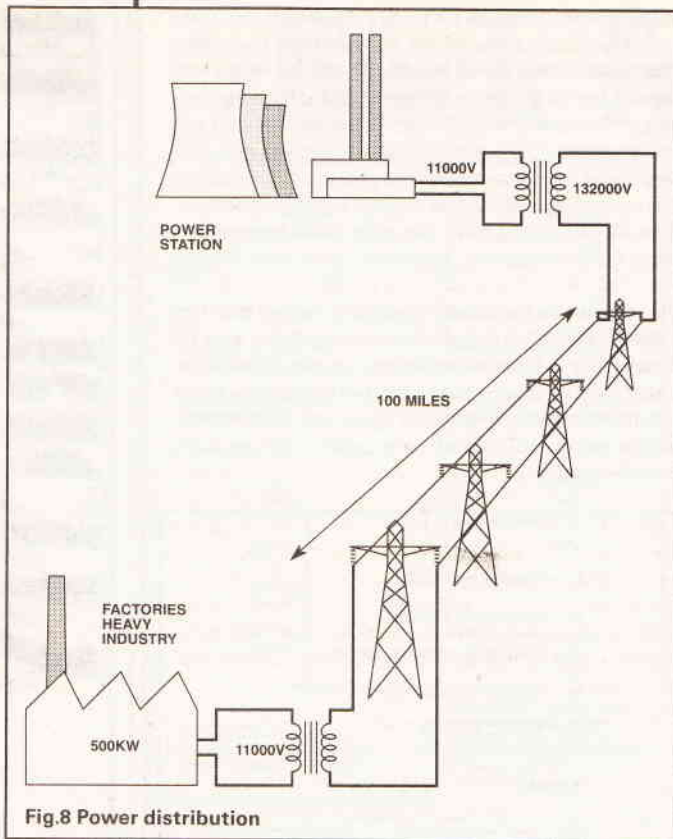 POWER
STATION
11000V
132000V
100 MILES
FACTORIES
HEAVY
INDUSTRY
500KW
11000V
Fig.8 Power distribution